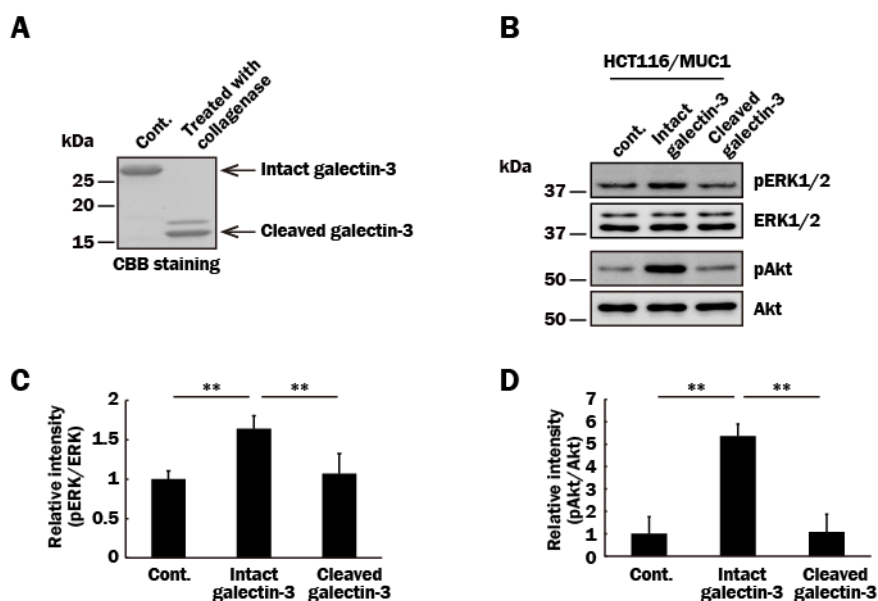 A
kDa
Cont.
Treated with
collagenase
25
20
15
Intact galectin-3
Cleaved galectin-3
CBB staining
B
HCT116/MUC1
kDa
cont.
Intact
galectin-3
Cleaved
galectin-3
37
pERK1/2
37
ERK1/2
50
pAkt
50
Akt
C
Relative intensity
(pERK/ERK)
2
1.5
1
0.5
0
**
**
Cont.
Intact
galectin-3
Cleaved
galectin-3
D
Relative intensity
(pAkt/Akt)
7
6
5
4
3
2
1
0
**
**
Cont.
Intact
galectin-3
Cleaved
galectin-3